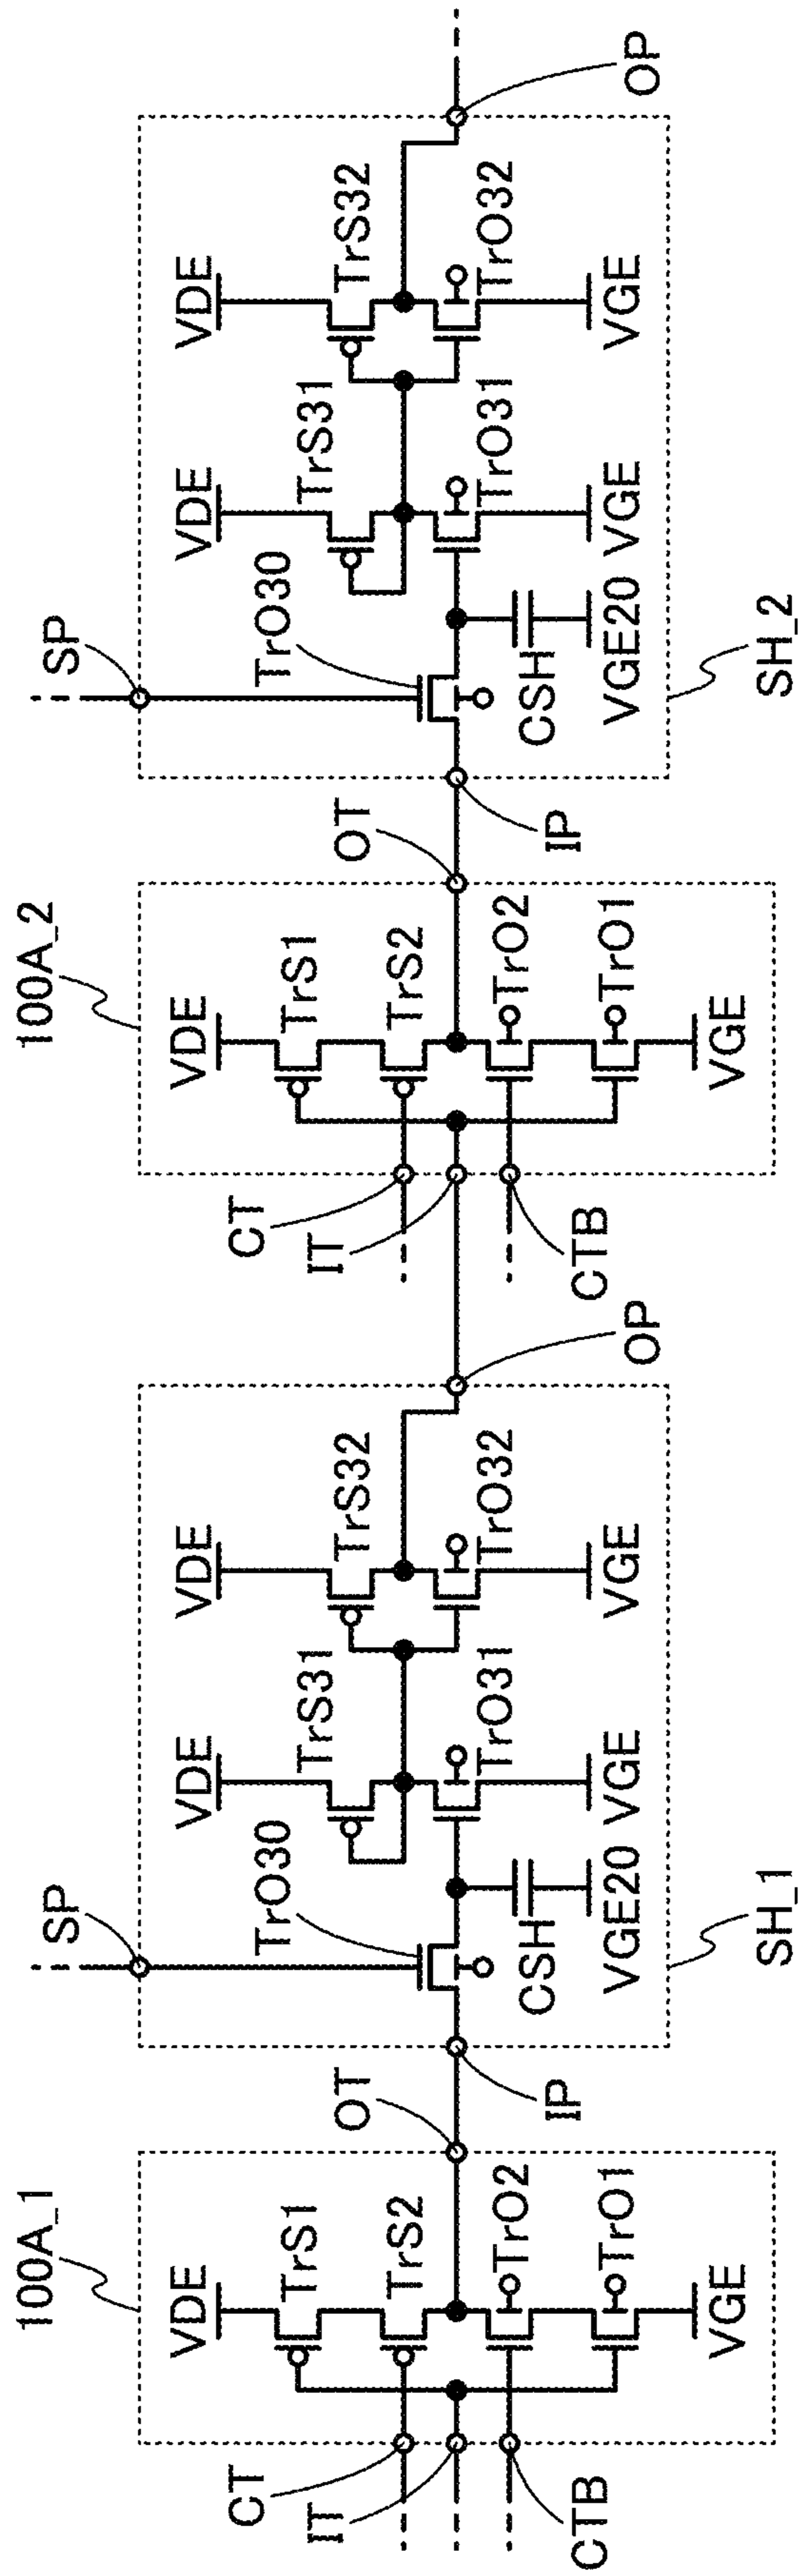 100A_1
VDE
TrS1
TrS2
TrO2
TrO1
VGE
CT
IT
CTB
OT
IP
SP
TrO30
VDE
TrS31
TrO31
VGE
VDE
TrS32
TrO32
VGE
CSH
VGE20
SH_1
OP
100A_2
VDE
TrS1
TrS2
TrO2
TrO1
VGE
CT
IT
CTB
OT
IP
SP
TrO30
VDE
TrS31
TrO31
VGE
VDE
TrS32
TrO32
VGE
CSH
VGE20
SH_2
OP